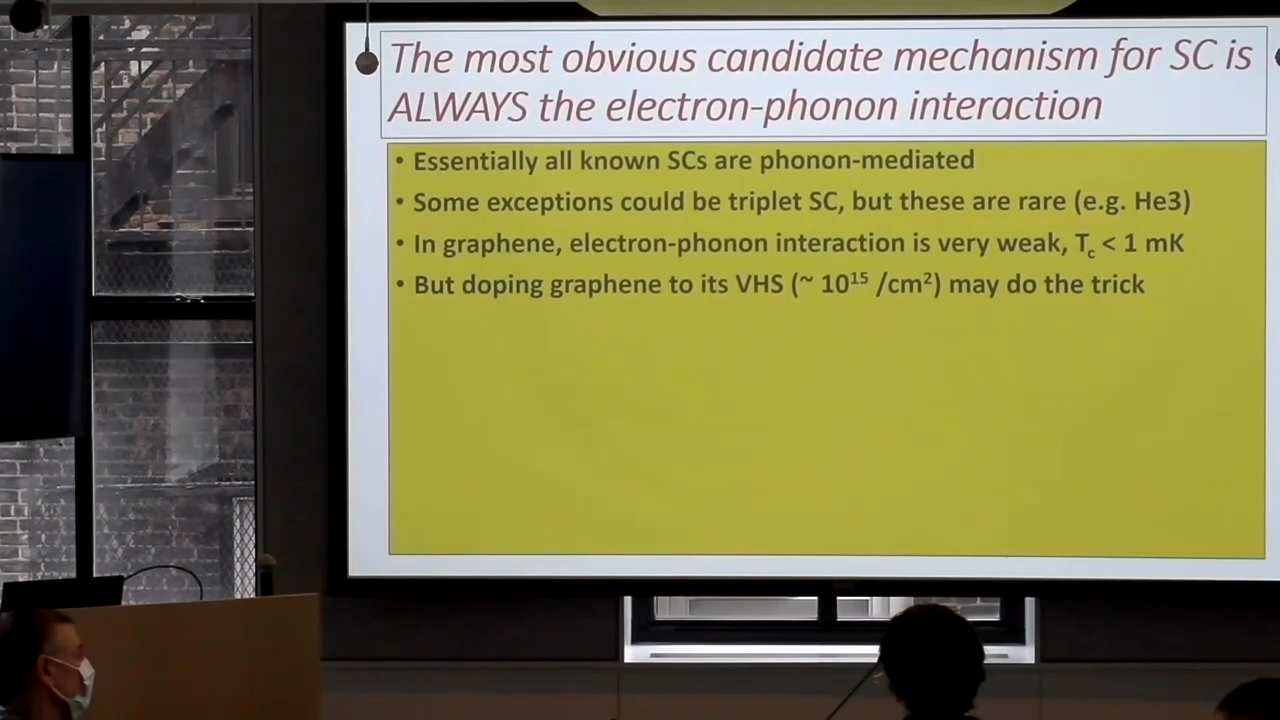 The most obvious candidate mechanism for SC is
ALWAYS the electron-phonon interaction
• Essentially all known SCs are phonon-mediated
• Some exceptions could be triplet SC, but these are rare (e.g. He3)
• In graphene, electron-phonon interaction is very weak, T_c < 1 mK
• But doping graphene to its VHS (~ 10¹⁵ /cm²) may do the trick